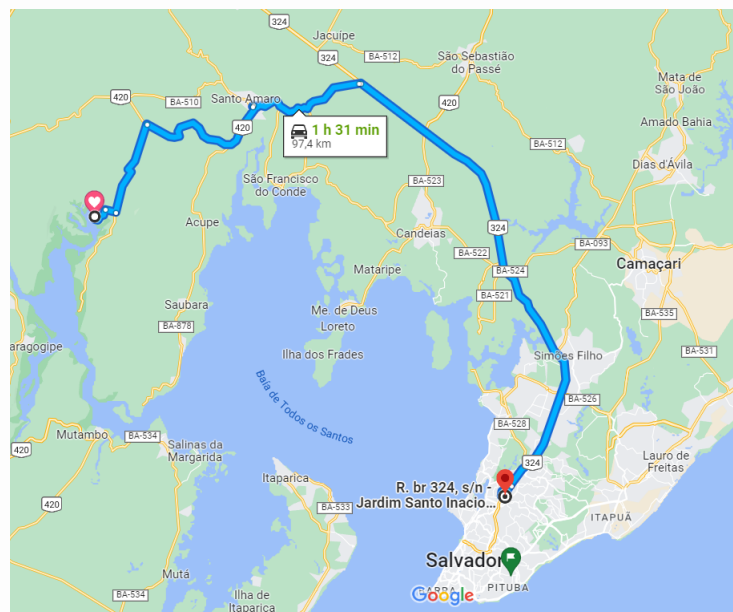 324
Jacuípe
324
BA-512
São Sebastião
do Passé
Mata de
São João
420
BA-510
Santo Amaro
420
Amado Bahia
420
1 h 31 min
97,4 km
BA-512
Dias d'Ávila
São Francisco
do Conde
BA-523
Acupe
324
Candeias
BA-093
BA-522
Camaçari
Mataripe
BA-524
BA-521
Saubara
Me. de Deus
Loreto
BA-535
BA-878
aragogipe
Ilha dos Frades
Simões Filho
BA-531
Baía de Todos os Santos
BA-526
BA-528
Mutambo
BA-534
Salinas da
Margarida
420
324
Lauro de
Freitas
Itaparica
R. br 324, s/n -
Jardim Santo Inacio...
420
BA-533
ITAPUÃ
Salvador
Mutá
PITUBA
BA-534
Ilha de
Itaparica
BARRA
Google